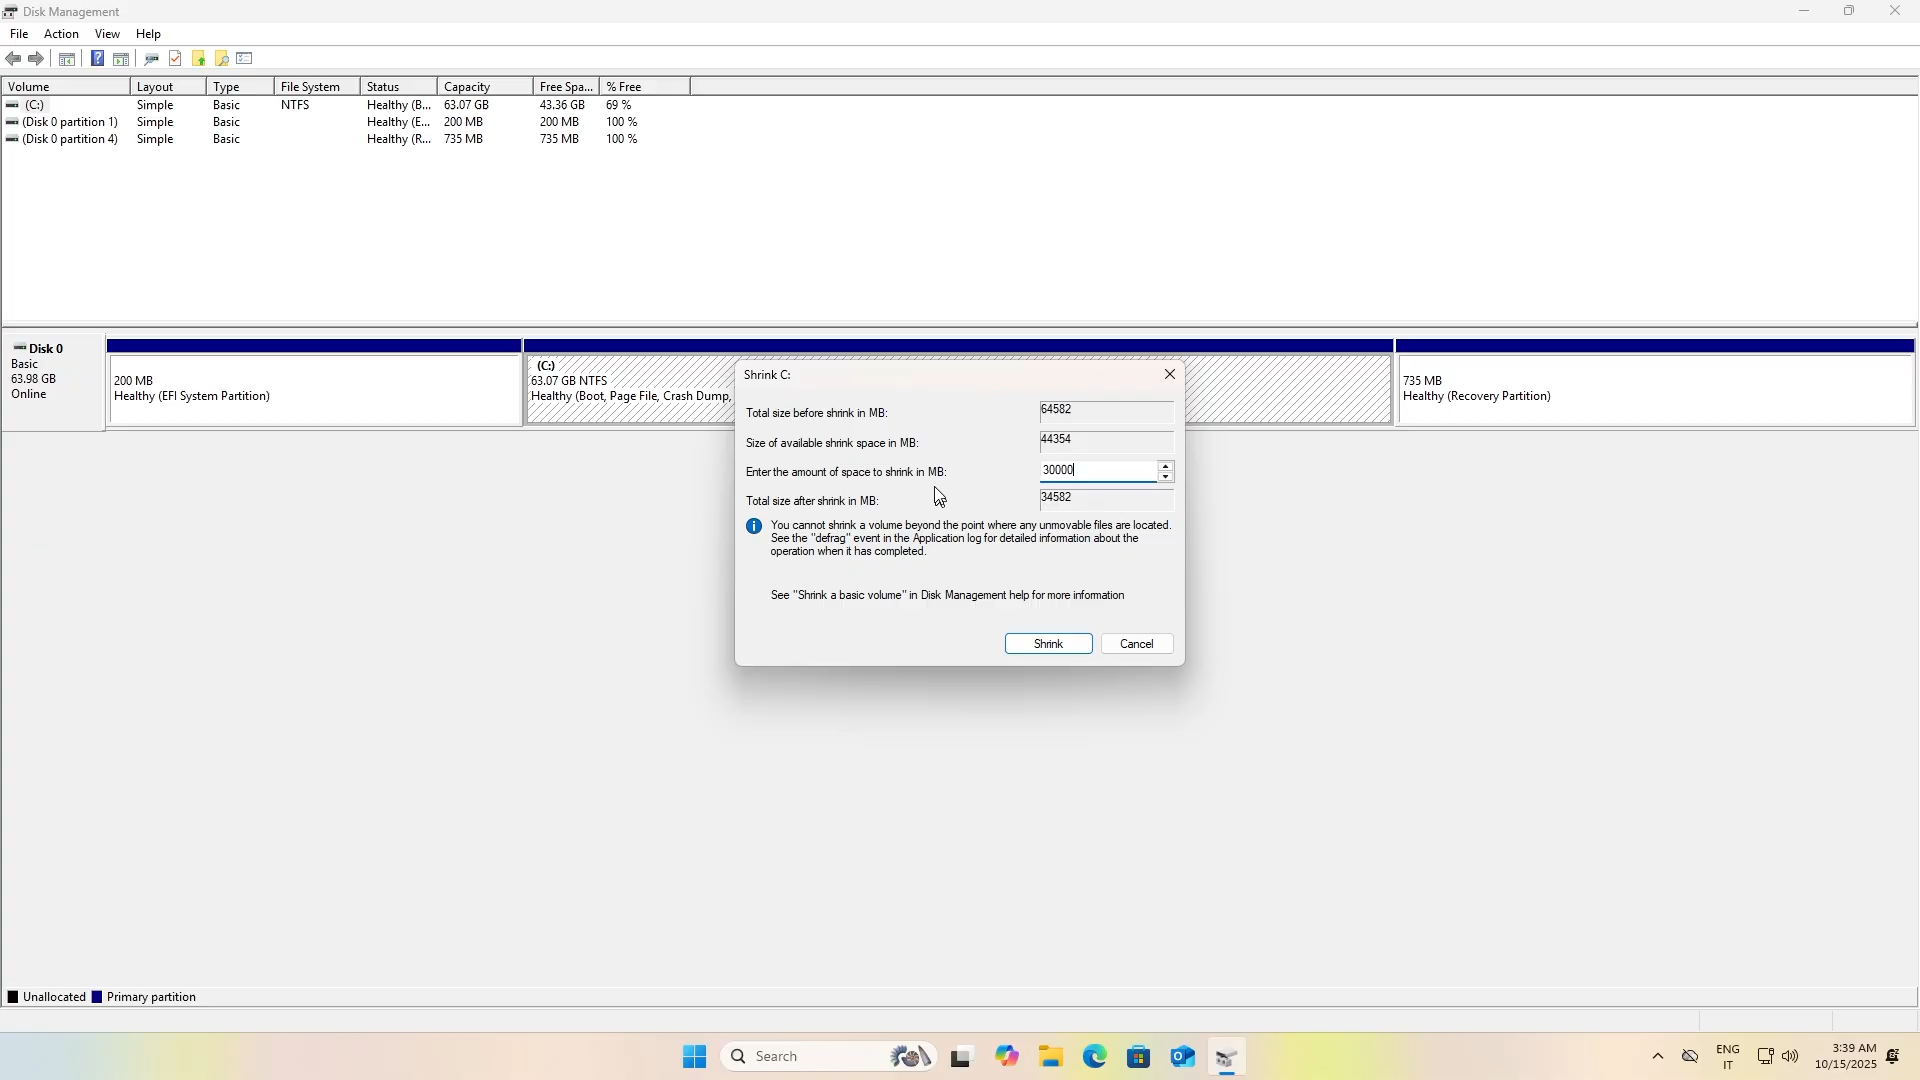 Disk Management
File Action View Help
Volume Layout Type File System Status Capacity Free Spa... % Free
(C:) Simple Basic NTFS Healthy (B... 63.07 GB 43.36 GB 69 %
(Disk 0 partition 1) Simple Basic Healthy (E... 200 MB 200 MB 100 %
(Disk 0 partition 4) Simple Basic Healthy (R... 735 MB 735 MB 100 %
Disk 0
Basic
63.98 GB
Online
200 MB
Healthy (EFI System Partition)
(C:)
63.07 GB NTFS
Healthy (Boot, Page File, Crash Dump,
735 MB
Healthy (Recovery Partition)
Shrink C:
Total size before shrink in MB: 64582
Size of available shrink space in MB: 44354
Enter the amount of space to shrink in MB: 30000
Total size after shrink in MB: 34582
You cannot shrink a volume beyond the point where any unmovable files are located.
See the "defrag" event in the Application log for detailed information about the
operation when it has completed.
See "Shrink a basic volume" in Disk Management help for more information
Shrink Cancel
Unallocated Primary partition
Search
ENG
IT
3:39 AM
10/15/2025